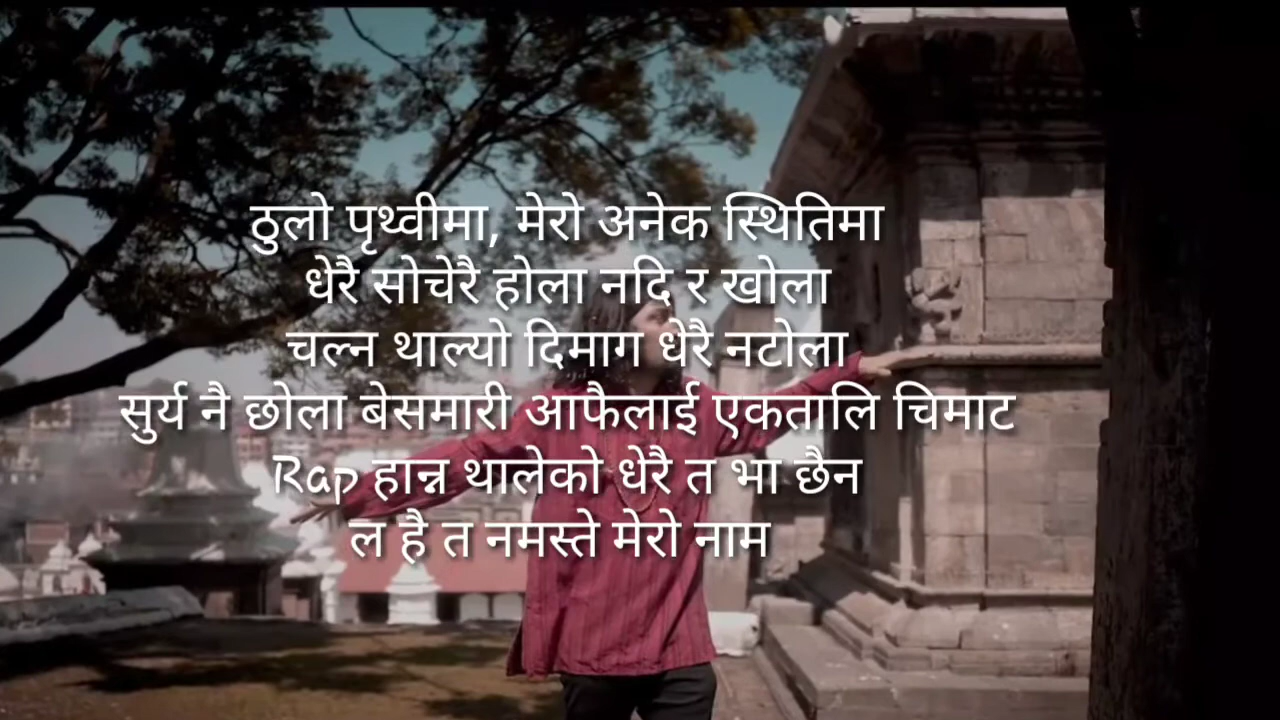 ठुलो पृथ्वीमा, मेरो अनेक स्थितिमा
धेरै सोचेरै होला नदि र खोला
चल्न थाल्यो दिमाग धेरै नटोला
सुर्य नै छोला बेसमारी आफैलाई एकतालि चिमाट
Rap हान्न थालेको धेरै त भा छैन
ल है त नमस्ते मेरो नाम